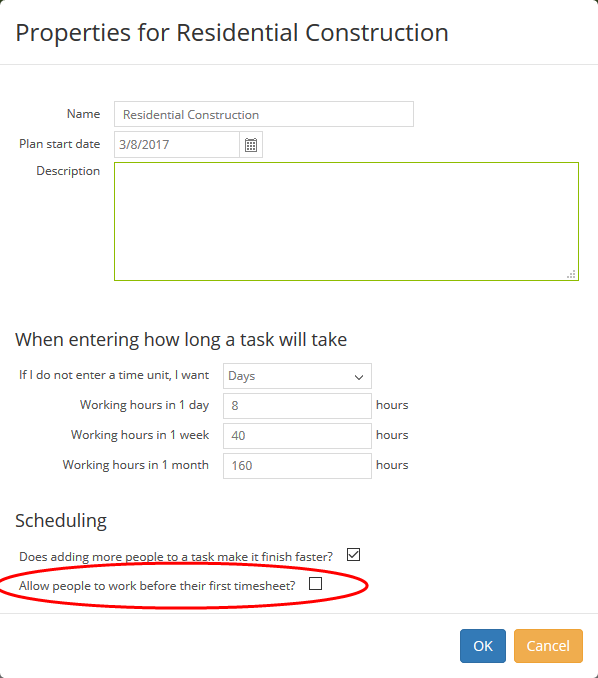 Properties for Residential Construction
Name Residential Construction
Plan start date 3/8/2017
Description
When entering how long a task will take
If I do not enter a time unit, I want Days
Working hours in 1 day 8 hours
Working hours in 1 week 40 hours
Working hours in 1 month 160 hours
Scheduling
Does adding more people to a task make it finish faster?
Allow people to work before their first timesheet?
OK Cancel